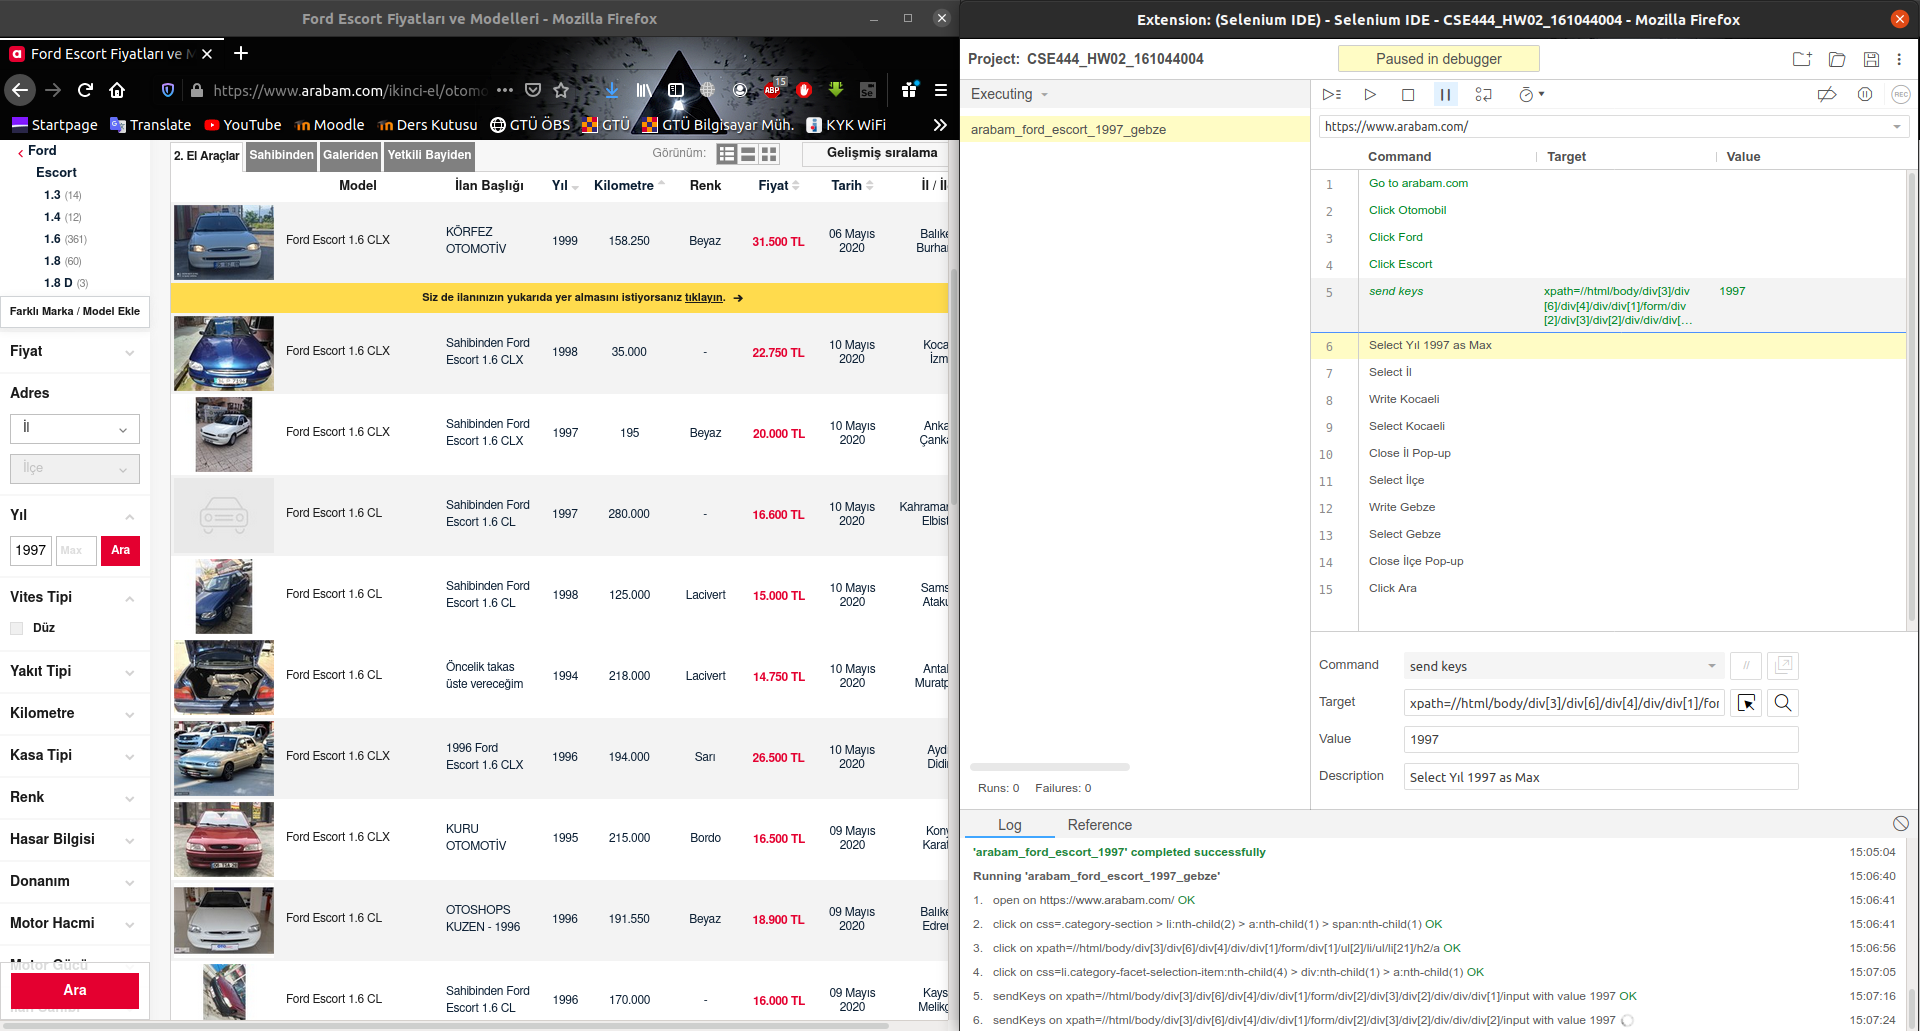 Ford Escort Fiyatları ve Modelleri - Mozilla Firefox
Ford Escort Fiyatları ve M
https://www.arabam.com/ikinci-el/otomo
15
ABP
Se
Startpage Translate YouTube Moodle Ders Kutusu GTÜ ÖBS GTÜ GTÜ Bilgisayar Müh. KYK WiFi
Ford
Escort
1.3 (14)
1.4 (12)
1.6 (361)
1.8 (60)
1.8 D (3)
Farklı Marka / Model Ekle
Fiyat
Adres
İl
İlçe
Yıl
1997 Max Ara
Vites Tipi
Düz
Yakıt Tipi
Kilometre
Kasa Tipi
Renk
Hasar Bilgisi
Donanım
Motor Hacmi
Motor Gücü
Ara
2. El Araçlar Sahibinden Galeriden Yetkili Bayiden Görünüm: Gelişmiş sıralama
Model İlan Başlığı Yıl Kilometre Renk Fiyat Tarih İl / İl
Ford Escort 1.6 CLX KÖRFEZ OTOMOTİV 1999 158.250 Beyaz 31.500 TL 06 Mayıs 2020 Balıke Burha
Siz de ilanınızın yukarıda yer almasını istiyorsanız tıklayın. →
Ford Escort 1.6 CLX Sahibinden Ford Escort 1.6 CLX 1998 35.000 - 22.750 TL 10 Mayıs 2020 Koca İzm
Ford Escort 1.6 CLX Sahibinden Ford Escort 1.6 CLX 1997 195 Beyaz 20.000 TL 10 Mayıs 2020 Anka Çanka
Ford Escort 1.6 CL Sahibinden Ford Escort 1.6 CL 1997 280.000 - 16.600 TL 10 Mayıs 2020 Kahramar Elbist
Ford Escort 1.6 CL Sahibinden Ford Escort 1.6 CL 1998 125.000 Lacivert 15.000 TL 10 Mayıs 2020 Sams Ataku
Ford Escort 1.6 CL Öncelik takas üste vereceğim 1994 218.000 Lacivert 14.750 TL 10 Mayıs 2020 Antal Muratp
Ford Escort 1.6 CLX 1996 Ford Escort 1.6 CLX 1996 194.000 Sarı 26.500 TL 10 Mayıs 2020 Aydı Didir
Ford Escort 1.6 CLX KURU OTOMOTİV 1995 215.000 Bordo 16.500 TL 09 Mayıs 2020 Kony Karat
Ford Escort 1.6 CL OTOSHOPS KUZEN - 1996 1996 191.550 Beyaz 18.900 TL 09 Mayıs 2020 Balıke Edrer
Ford Escort 1.6 CL Sahibinden Ford Escort 1.6 CL 1996 170.000 - 16.000 TL 09 Mayıs 2020 Kays Melikg
Extension: (Selenium IDE) - Selenium IDE - CSE444_HW02_161044004 - Mozilla Firefox
Project: CSE444_HW02_161044004
Paused in debugger
Executing
REC
arabam_ford_escort_1997_gebze
https://www.arabam.com/
Command Target Value
1 Go to arabam.com
2 Click Otomobil
3 Click Ford
4 Click Escort
5 send keys xpath=//html/body/div[3]/div 1997
[6]/div[4]/div/div[1]/form/div
[2]/div[3]/div[2]/div/div/div[...
6 Select Yıl 1997 as Max
7 Select İl
8 Write Kocaeli
9 Select Kocaeli
10 Close İl Pop-up
11 Select İlçe
12 Write Gebze
13 Select Gebze
14 Close İlçe Pop-up
15 Click Ara
Command send keys //
Target xpath=//html/body/div[3]/div[6]/div[4]/div/div[1]/for
Value 1997
Description Select Yıl 1997 as Max
Runs: 0 Failures: 0
Log Reference
'arabam_ford_escort_1997' completed successfully 15:05:04
Running 'arabam_ford_escort_1997_gebze' 15:06:40
1. open on https://www.arabam.com/ OK 15:06:41
2. click on css=.category-section > li:nth-child(2) > a:nth-child(1) > span:nth-child(1) OK 15:06:41
3. click on xpath=//html/body/div[3]/div[6]/div[4]/div/div[1]/form/div[1]/ul[2]/li/ul/li[21]/h2/a OK 15:06:56
4. click on css=li.category-facet-selection-item:nth-child(4) > div:nth-child(1) > a:nth-child(1) OK 15:07:05
5. sendKeys on xpath=//html/body/div[3]/div[6]/div[4]/div/div[1]/form/div[2]/div[3]/div[2]/div/div/div[1]/input with value 1997 OK 15:07:16
6. sendKeys on xpath=//html/body/div[3]/div[6]/div[4]/div/div[1]/form/div[2]/div[3]/div[2]/div/div/div[2]/input with value 1997 15:07:24